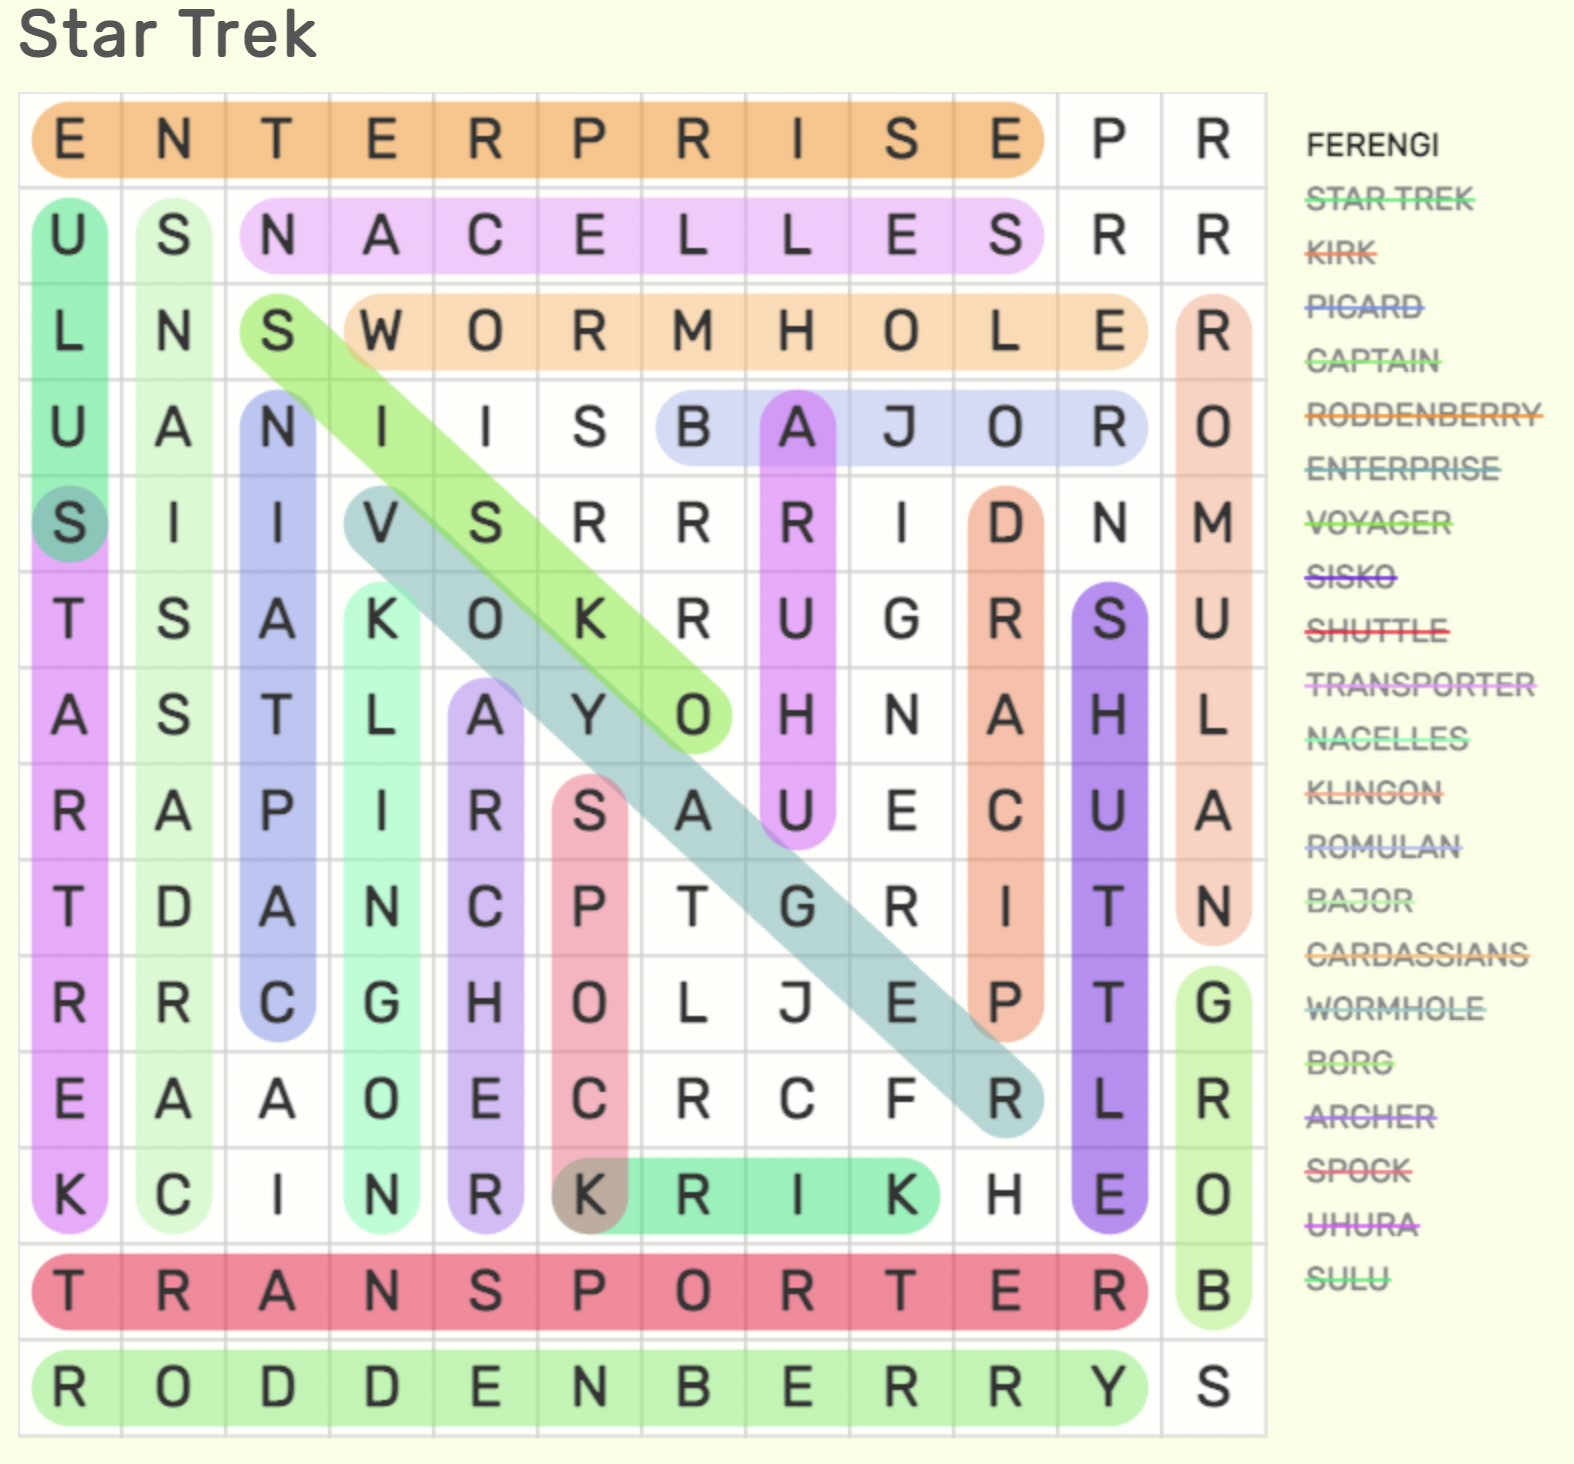 Star Trek
E N T E R P R I S E P R
U S N A C E L L E S R R
L N S W O R M H O L E R
U A N I I S B A J O R O
S I I V S R R R I D N M
T S A K O K R U G R S U
A S T L A Y O H N A H L
R A P I R S A U E C U A
T D A N C P T G R I T N
R R C G H O L J E P T G
E A A O E C R C F R L R
K C I N R K R I K H E O
T R A N S P O R T E R B
R O D D E N B E R R Y S
FERENGI
STAR TREK
KIRK
PICARD
CAPTAIN
RODDENBERRY
ENTERPRISE
VOYAGER
SISKO
SHUTTLE
TRANSPORTER
NACELLES
KLINGON
ROMULAN
BAJOR
CARDASSIANS
WORMHOLE
BORG
ARCHER
SPOCK
UHURA
SULU